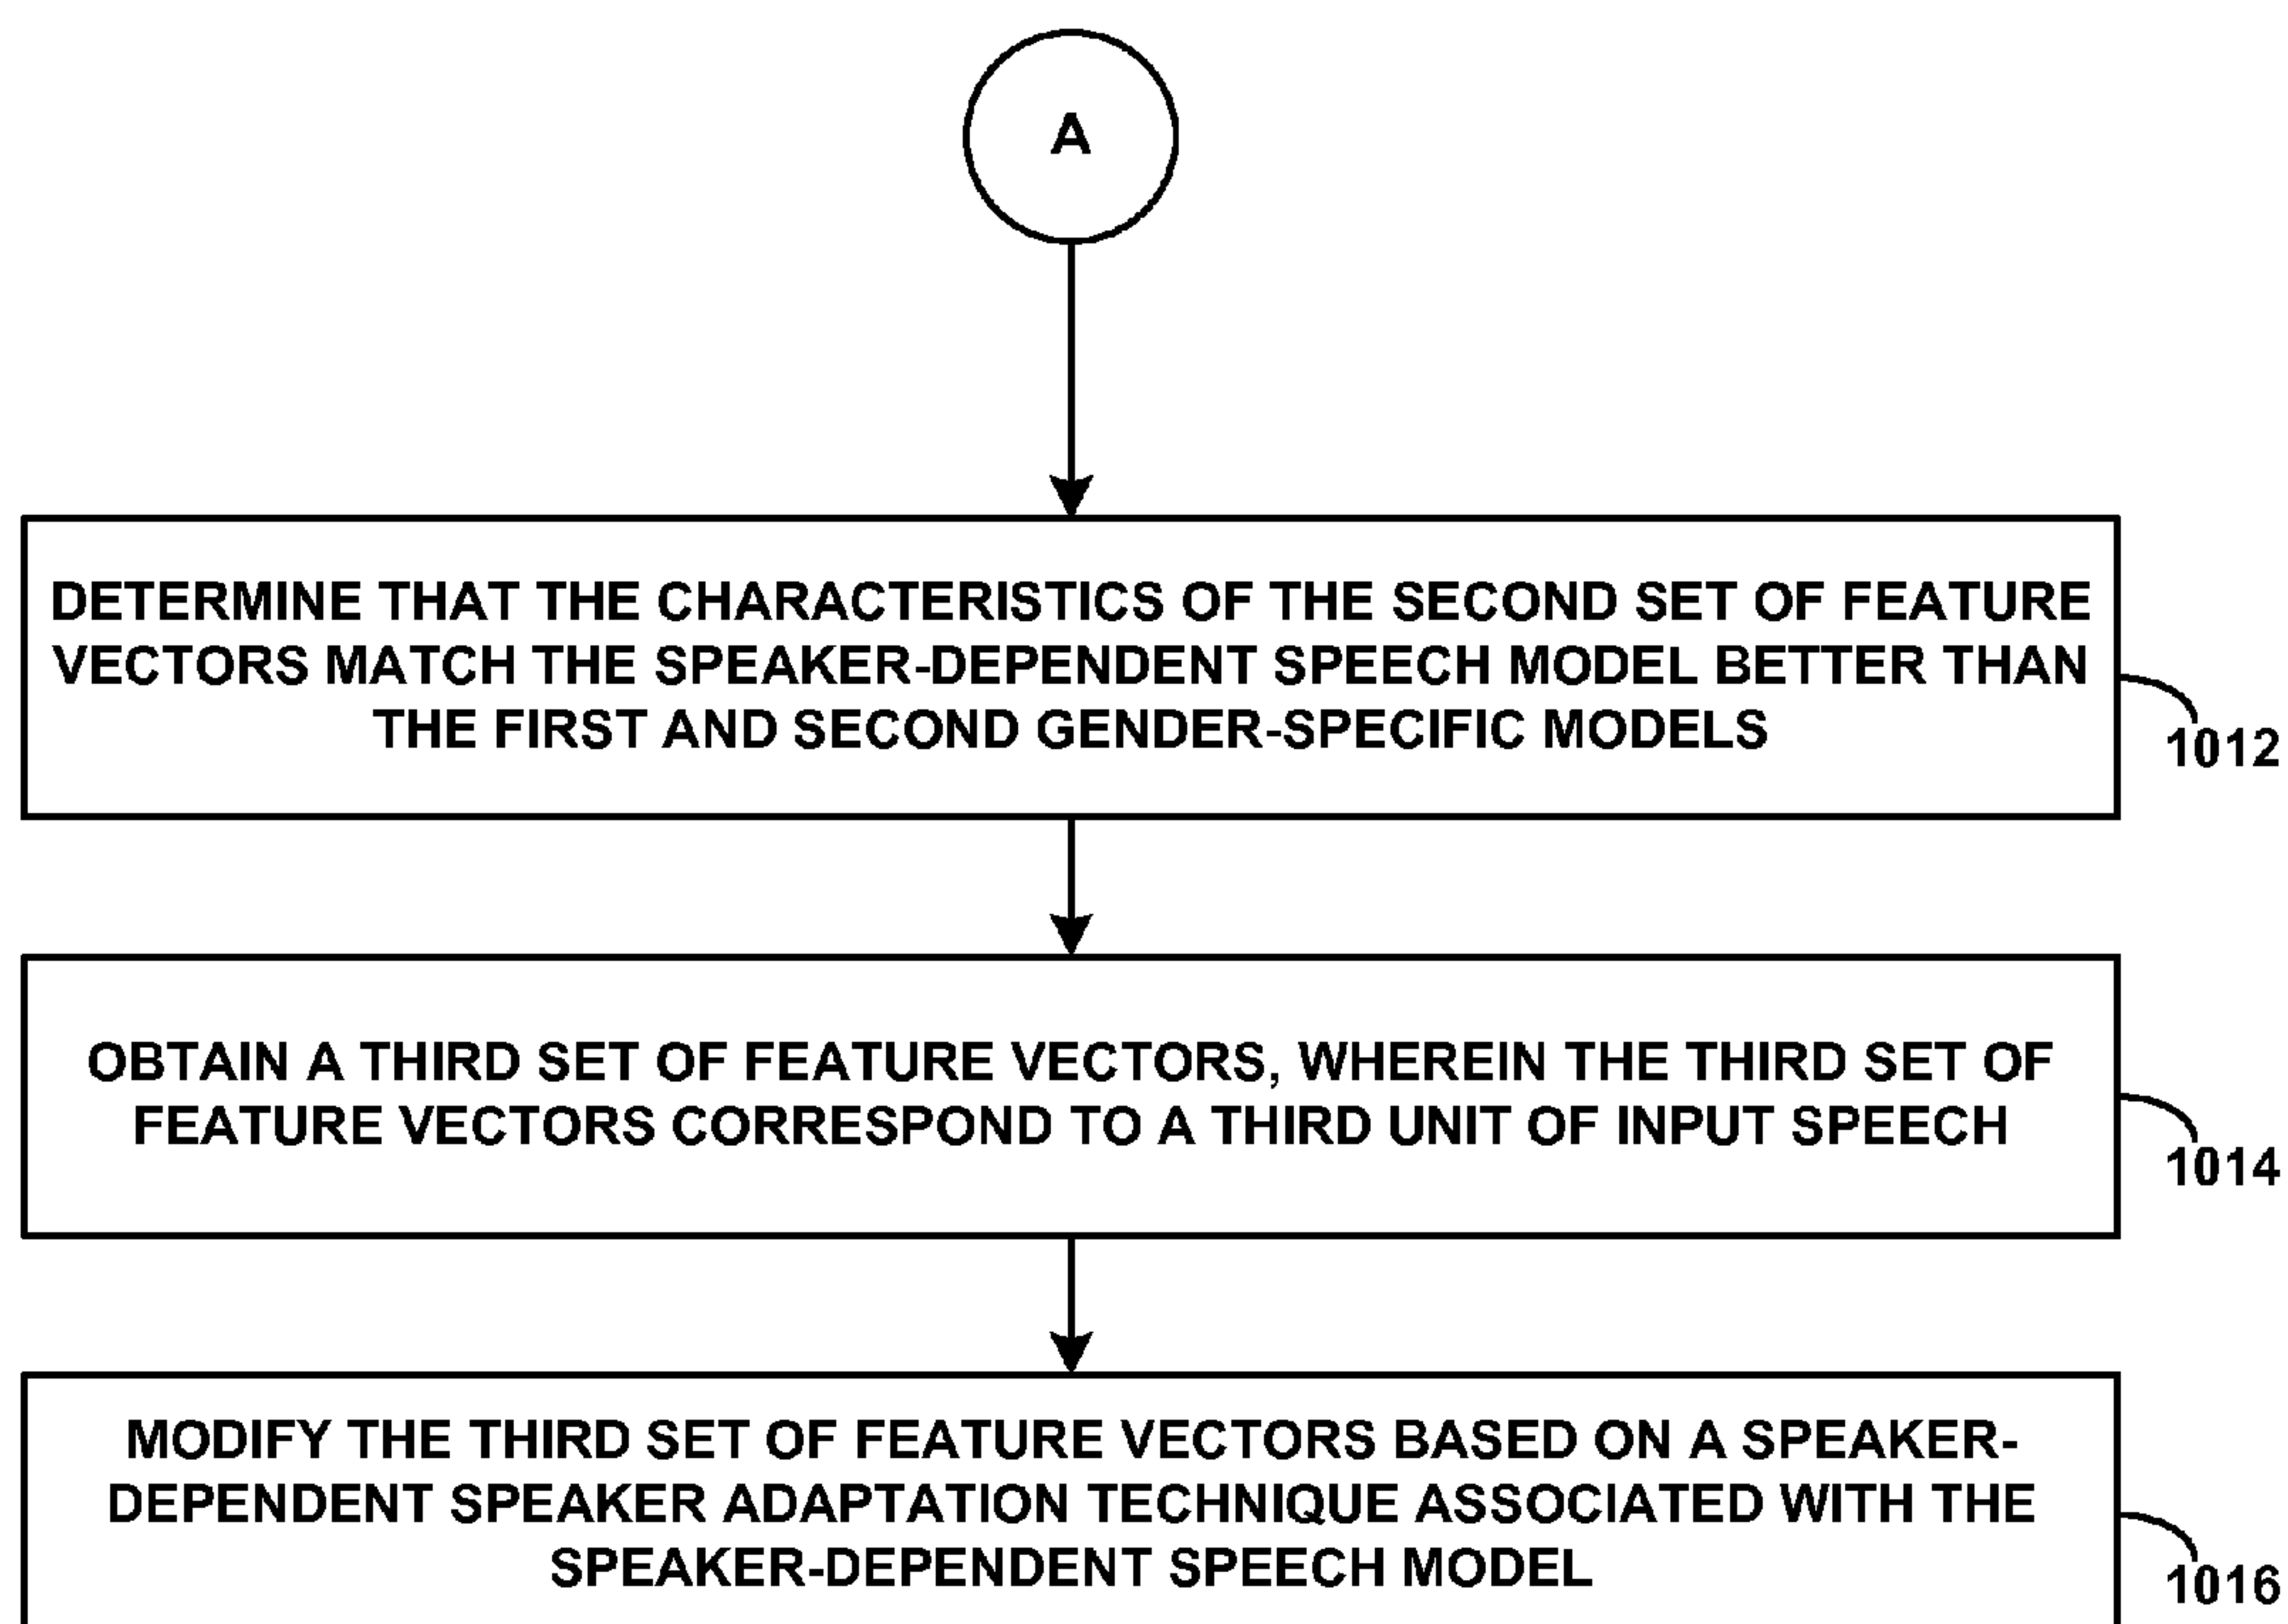 A
DETERMINE THAT THE CHARACTERISTICS OF THE SECOND SET OF FEATURE
VECTORS MATCH THE SPEAKER-DEPENDENT SPEECH MODEL BETTER THAN
THE FIRST AND SECOND GENDER-SPECIFIC MODELS
1012
OBTAIN A THIRD SET OF FEATURE VECTORS, WHEREIN THE THIRD SET OF
FEATURE VECTORS CORRESPOND TO A THIRD UNIT OF INPUT SPEECH
1014
MODIFY THE THIRD SET OF FEATURE VECTORS BASED ON A SPEAKER-
DEPENDENT SPEAKER ADAPTATION TECHNIQUE ASSOCIATED WITH THE
SPEAKER-DEPENDENT SPEECH MODEL
1016